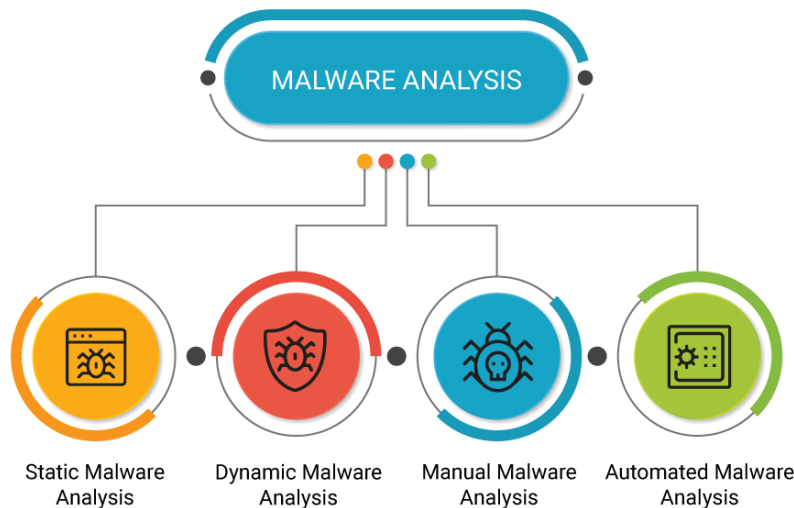 MALWARE ANALYSIS
Static Malware
Analysis
Dynamic Malware
Analysis
Manual Malware
Analysis
Automated Malware
Analysis